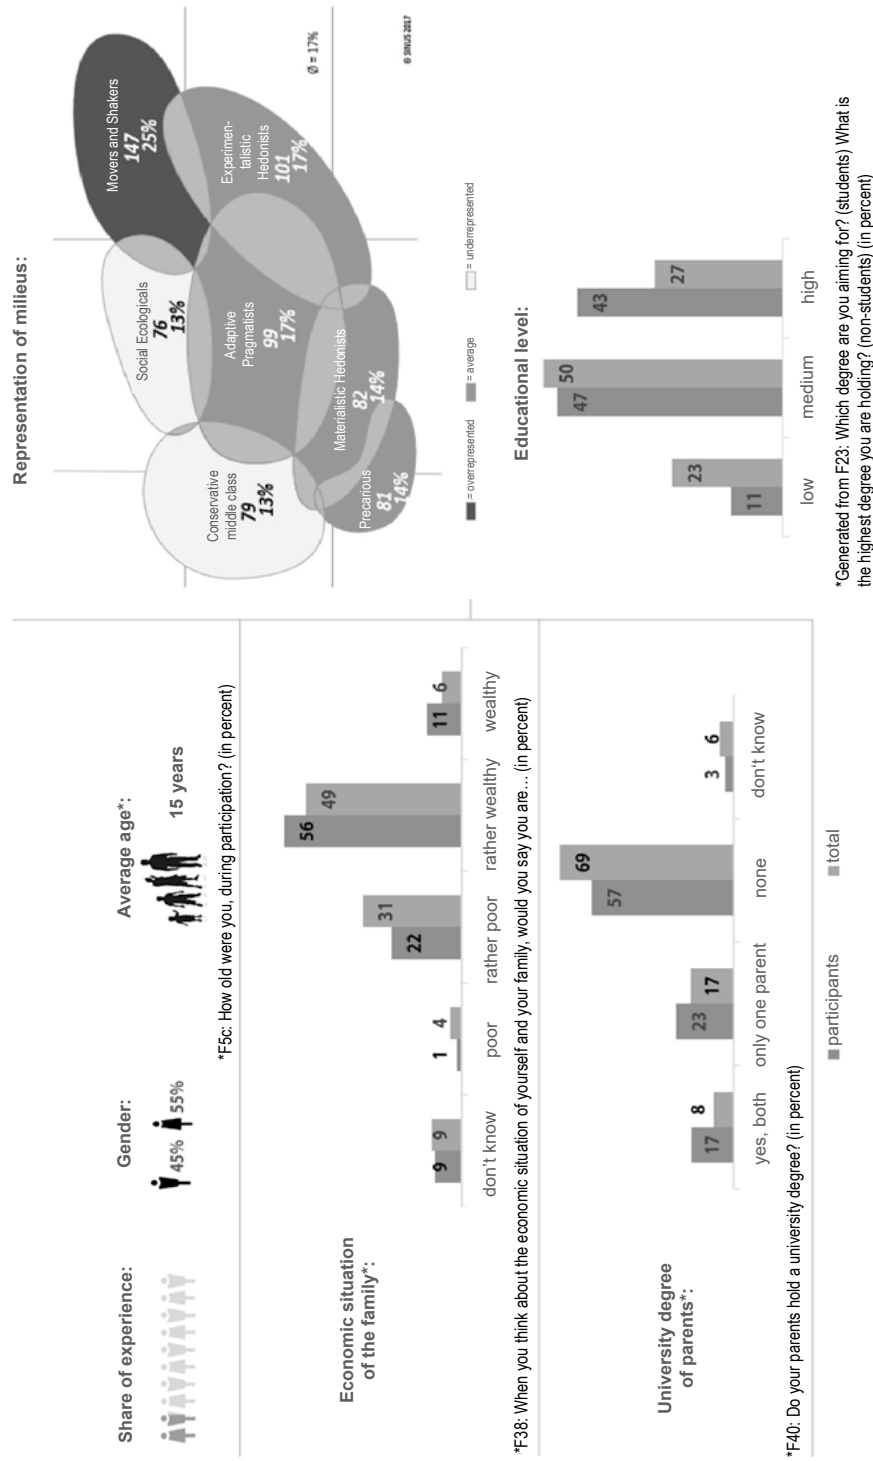 Share of experience:
Gender:
45%
55%
Average age*:
15 years
*F5c: How old were you, during participation? (in percent)
Economic situation
of the family*:
9
9
1
4
22
31
56
49
11
6
don't know
poor
rather poor
rather wealthy
wealthy
*F38: When you think about the economic situation of yourself and your family, would you say you are… (in percent)
University degree
of parents*:
17
8
23
17
57
69
3
6
yes, both
only one parent
none
don't know
*F40: Do your parents hold a university degree? (in percent)
participants
total
Representation of milieus:
Movers and Shakers
147
25%
Social Ecologicals
76
13%
Conservative
middle class
79
13%
Adaptive
Pragmatists
99
17%
Experimen-
talistic
Hedonists
101
17%
Materialistic Hedonists
82
14%
Precarious
81
14%
Ø = 17%
© SINUS 2017
= overrepresented
= average
= underrepresented
Educational level:
11
23
47
50
43
27
low
medium
high
*Generated from F23: Which degree are you aiming for? (students) What is
the highest degree you are holding? (non-students) (in percent)